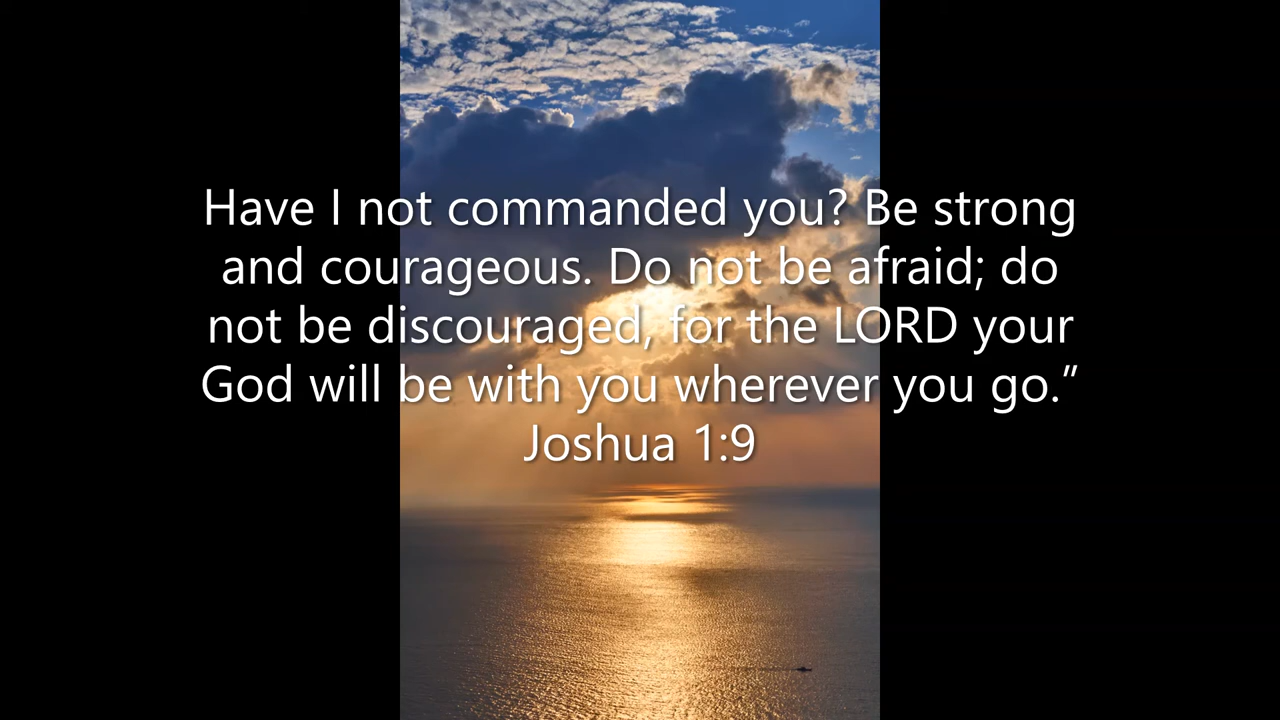 Have I not commanded you? Be strong
and courageous. Do not be afraid; do
not be discouraged, for the LORD your
God will be with you wherever you go.”
Joshua 1:9